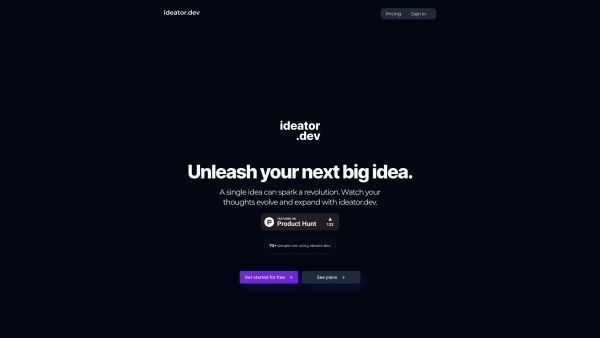 ideator.dev
Pricing
Sign In
ideator
.dev
Unleash your next big idea.
A single idea can spark a revolution. Watch your
thoughts evolve and expand with ideator.dev.
FEATURED ON
Product Hunt
▲
133
70+ people are using ideator.dev
Get started for free →
See plans →